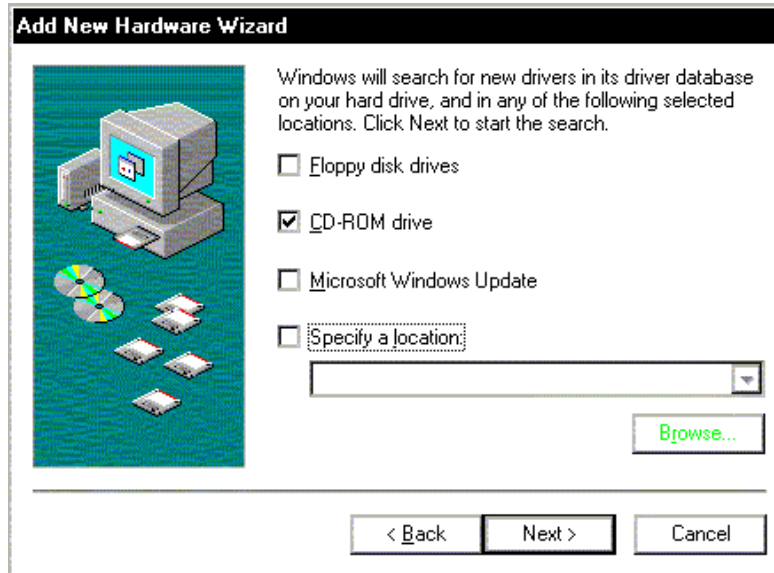 Add New Hardware Wizard
Windows will search for new drivers in its driver database
on your hard drive, and in any of the following selected
locations. Click Next to start the search.
Floppy disk drives
CD-ROM drive
Microsoft Windows Update
Specify a location:
Browse...
< Back
Next >
Cancel